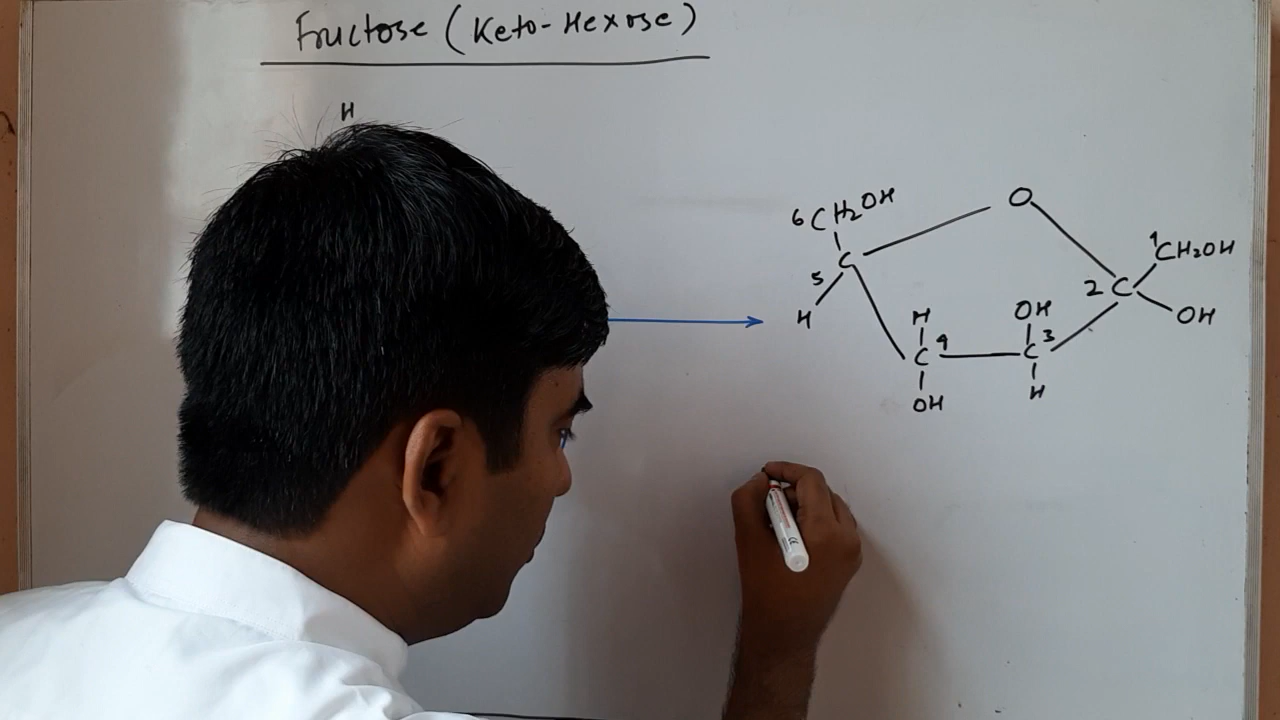 Fructose (Keto-Hexose)
H
6 CH2OH
O
1 CH2OH
C
5
2 C
H
OH
H
OH
C 4
C 3
OH
H